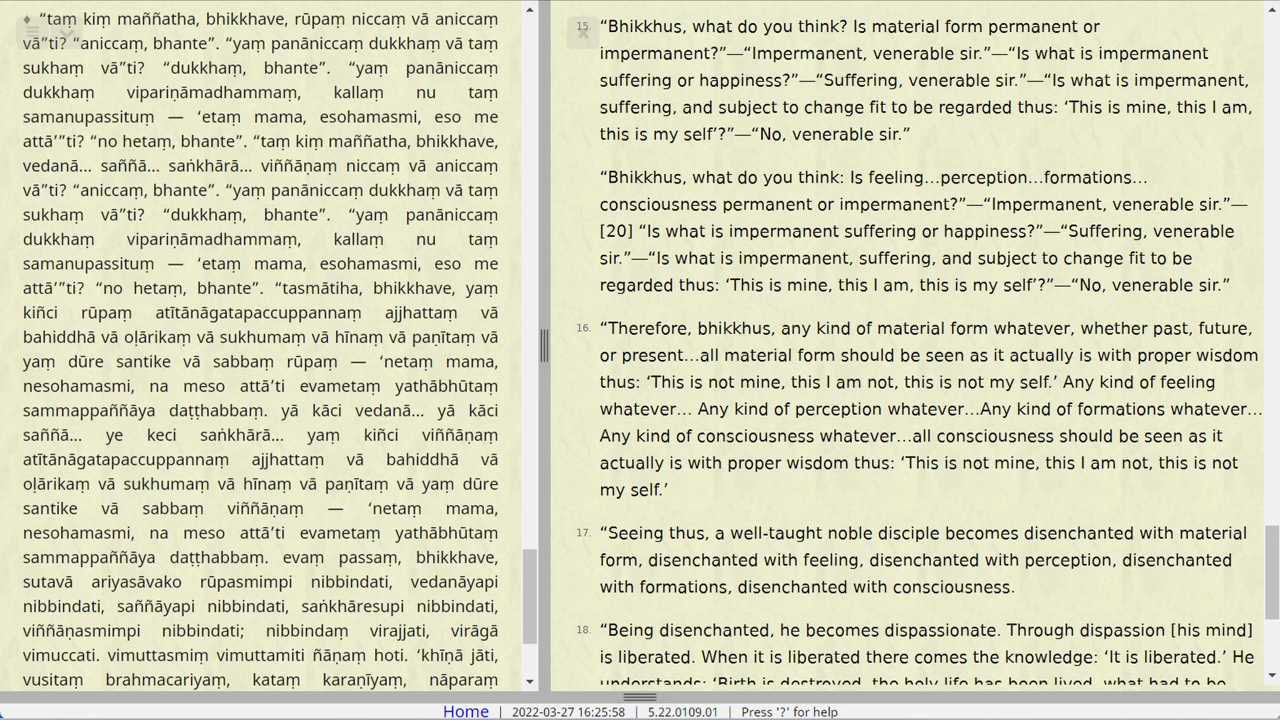 ♦ “taṃ kiṃ maññatha, bhikkhave, rūpaṃ niccaṃ vā aniccaṃ
vā”ti? “aniccaṃ, bhante”. “yaṃ panāniccaṃ dukkhaṃ vā taṃ
sukhaṃ vā”ti? “dukkhaṃ, bhante”. “yaṃ panāniccaṃ
dukkhaṃ vipariṇāmadhammaṃ, kallaṃ nu taṃ
samanupassituṃ — ‘etaṃ mama, esohamasmi, eso me
attā’”ti? “no hetaṃ, bhante”. “taṃ kiṃ maññatha, bhikkhave,
vedanā... saññā... saṅkhārā... viññāṇaṃ niccaṃ vā aniccaṃ
vā”ti? “aniccaṃ, bhante”. “yaṃ panāniccaṃ dukkhaṃ vā taṃ
sukhaṃ vā”ti? “dukkhaṃ, bhante”. “yaṃ panāniccaṃ
dukkhaṃ vipariṇāmadhammaṃ, kallaṃ nu taṃ
samanupassituṃ — ‘etaṃ mama, esohamasmi, eso me
attā’”ti? “no hetaṃ, bhante”. “tasmātiha, bhikkhave, yaṃ
kiñci rūpaṃ atītānāgatapaccuppannaṃ ajjhattaṃ vā
bahiddhā vā oḷārikaṃ vā sukhumaṃ vā hīnaṃ vā paṇītaṃ vā
yaṃ dūre santike vā sabbaṃ rūpaṃ — ‘netaṃ mama,
nesohamasmi, na meso attā’ti evametaṃ yathābhūtaṃ
sammappaññāya daṭṭhabbaṃ. yā kāci vedanā... yā kāci
saññā... ye keci saṅkhārā... yaṃ kiñci viññāṇaṃ
atītānāgatapaccuppannaṃ ajjhattaṃ vā bahiddhā vā
oḷārikaṃ vā sukhumaṃ vā hīnaṃ vā paṇītaṃ vā yaṃ dūre
santike vā sabbaṃ viññāṇaṃ — ‘netaṃ mama,
nesohamasmi, na meso attā’ti evametaṃ yathābhūtaṃ
sammappaññāya daṭṭhabbaṃ. evaṃ passaṃ, bhikkhave,
sutavā ariyasāvako rūpasmimpi nibbindati, vedanāyapi
nibbindati, saññāyapi nibbindati, saṅkhāresupi nibbindati,
viññāṇasmimpi nibbindati; nibbindaṃ virajjati, virāgā
vimuccati. vimuttasmiṃ vimuttamiti ñāṇaṃ hoti. ‘khīṇā jāti,
vusitaṃ brahmacariyaṃ, kataṃ karaṇīyaṃ, nāparaṃ
15. “Bhikkhus, what do you think? Is material form permanent or
impermanent?”—“Impermanent, venerable sir.”—“Is what is impermanent
suffering or happiness?”—“Suffering, venerable sir.”—“Is what is impermanent,
suffering, and subject to change fit to be regarded thus: ‘This is mine, this I am,
this is my self’?”—“No, venerable sir.”
“Bhikkhus, what do you think: Is feeling…perception…formations…
consciousness permanent or impermanent?”—“Impermanent, venerable sir.”—
[20] “Is what is impermanent suffering or happiness?”—“Suffering, venerable
sir.”—“Is what is impermanent, suffering, and subject to change fit to be
regarded thus: ‘This is mine, this I am, this is my self’?”—“No, venerable sir.”
16. “Therefore, bhikkhus, any kind of material form whatever, whether past, future,
or present…all material form should be seen as it actually is with proper wisdom
thus: ‘This is not mine, this I am not, this is not my self.’ Any kind of feeling
whatever… Any kind of perception whatever…Any kind of formations whatever…
Any kind of consciousness whatever…all consciousness should be seen as it
actually is with proper wisdom thus: ‘This is not mine, this I am not, this is not
my self.’
17. “Seeing thus, a well-taught noble disciple becomes disenchanted with material
form, disenchanted with feeling, disenchanted with perception, disenchanted
with formations, disenchanted with consciousness.
18. “Being disenchanted, he becomes dispassionate. Through dispassion [his mind]
is liberated. When it is liberated there comes the knowledge: ‘It is liberated.’ He
understands: ‘Birth is destroyed, the holy life has been lived, what had to be
Home | 2022-03-27 16:25:58 | 5.22.0109.01 | Press '?' for help